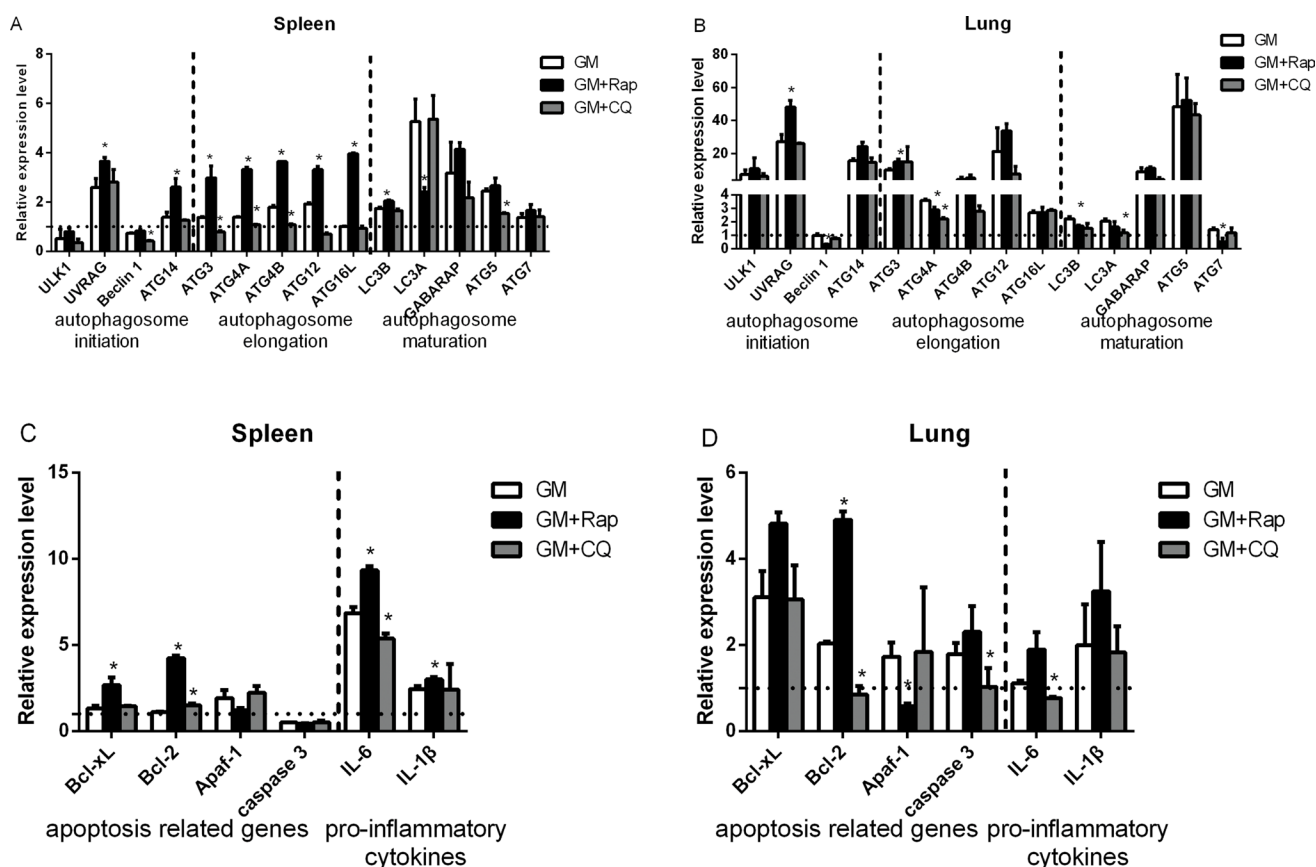 A
Spleen
Relative expression level
8
6
4
2
0
GM
GM+Rap
GM+CQ
*
*
*
*
*
*
*
*
*
*
*
*
*
*
ULK1
UVRAG
Beclin 1
ATG14
ATG3
ATG4A
ATG4B
ATG12
ATG16L
LC3B
LC3A
GABARAP
ATG5
ATG7
autophagosome
initiation
autophagosome
elongation
autophagosome
maturation
B
Lung
Relative expression level
80
60
40
20
4
3
2
1
0
GM
GM+Rap
GM+CQ
*
*
*
*
*
*
*
*
ULK1
UVRAG
Beclin 1
ATG14
ATG3
ATG4A
ATG4B
ATG12
ATG16L
LC3B
LC3A
GABARAP
ATG5
ATG7
autophagosome
initiation
autophagosome
elongation
autophagosome
maturation
C
Spleen
Relative expression level
15
10
5
0
GM
GM+Rap
GM+CQ
*
*
*
*
*
*
Bcl-xL
Bcl-2
Apaf-1
caspase 3
IL-6
IL-1β
apoptosis related genes
pro-inflammatory
cytokines
D
Lung
Relative expression level
6
4
2
0
GM
GM+Rap
GM+CQ
*
*
*
*
*
Bcl-xL
Bcl-2
Apaf-1
caspase 3
IL-6
IL-1β
apoptosis related genes
pro-inflammatory
cytokines